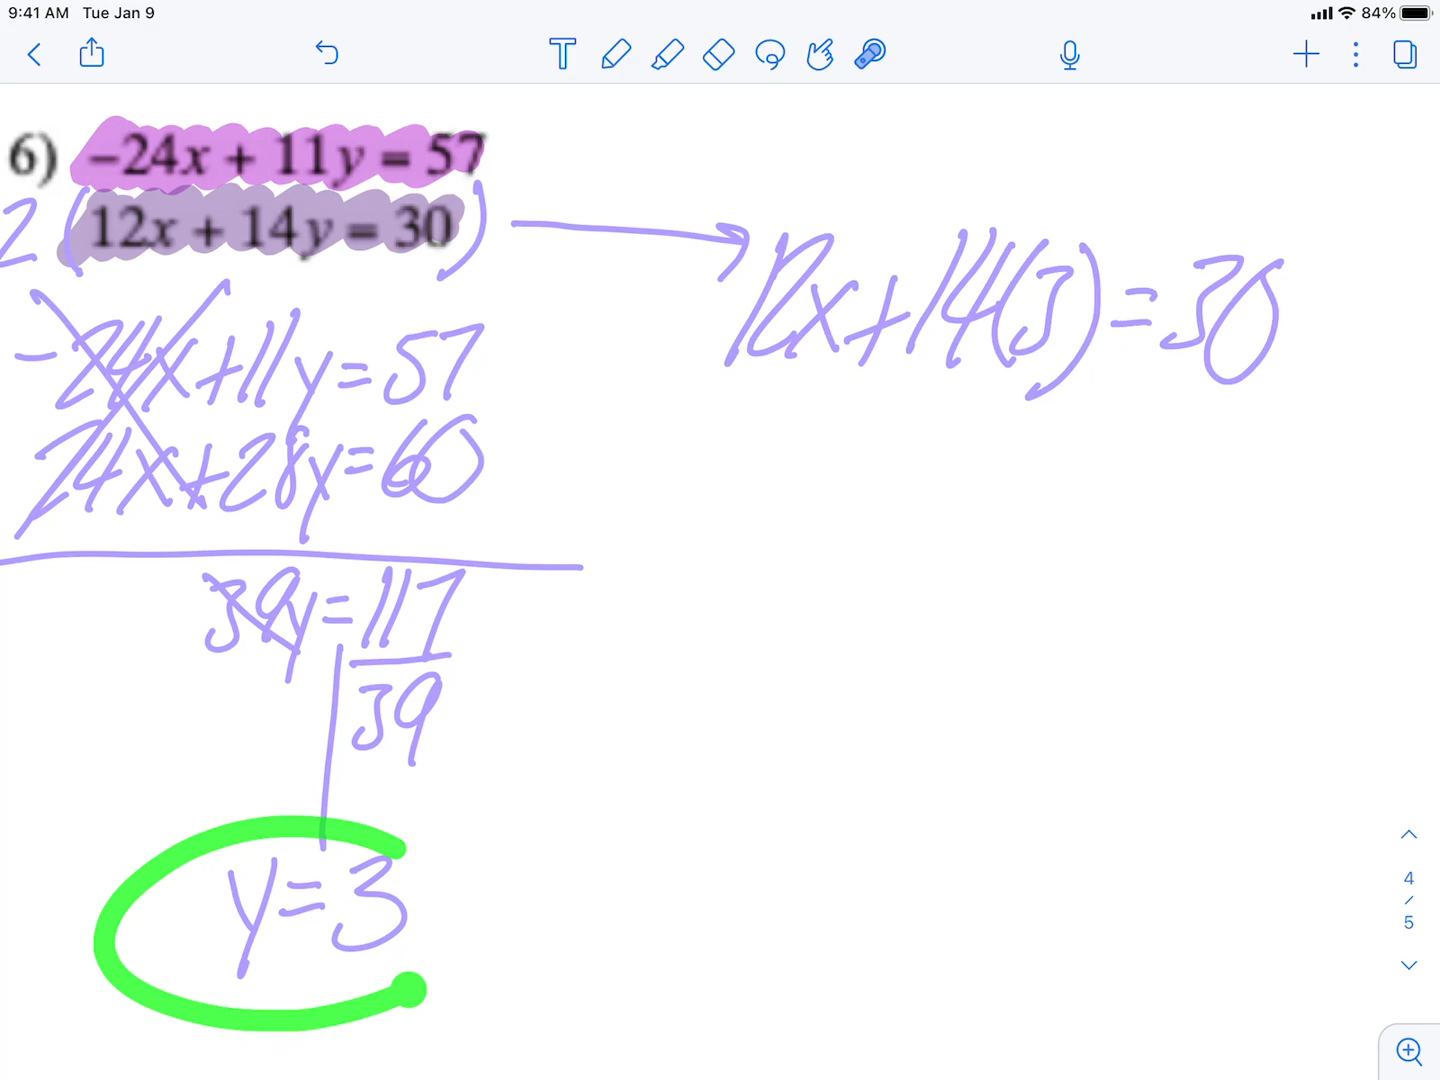 9:41 AM Tue Jan 9
84%
T
6) −24x + 11y = 57
2 ( 12x + 14y = 30 )
12x+14(3)=30
-24x+11y=57
24x+28y=60
39y=117
39
y=3
4
/
5